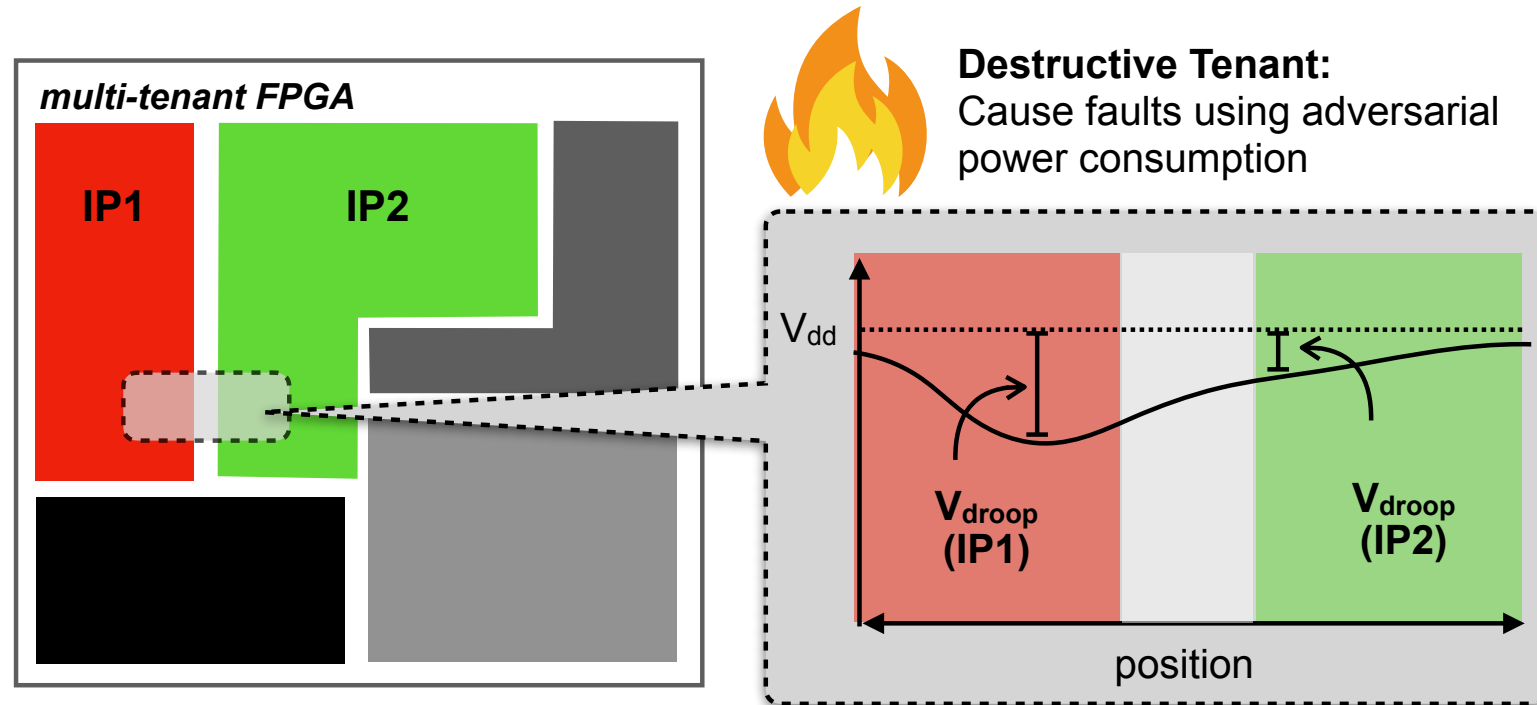 multi-tenant FPGA
IP1
IP2
Destructive Tenant:
Cause faults using adversarial
power consumption
Vdd
Vdroop
(IP1)
Vdroop
(IP2)
position